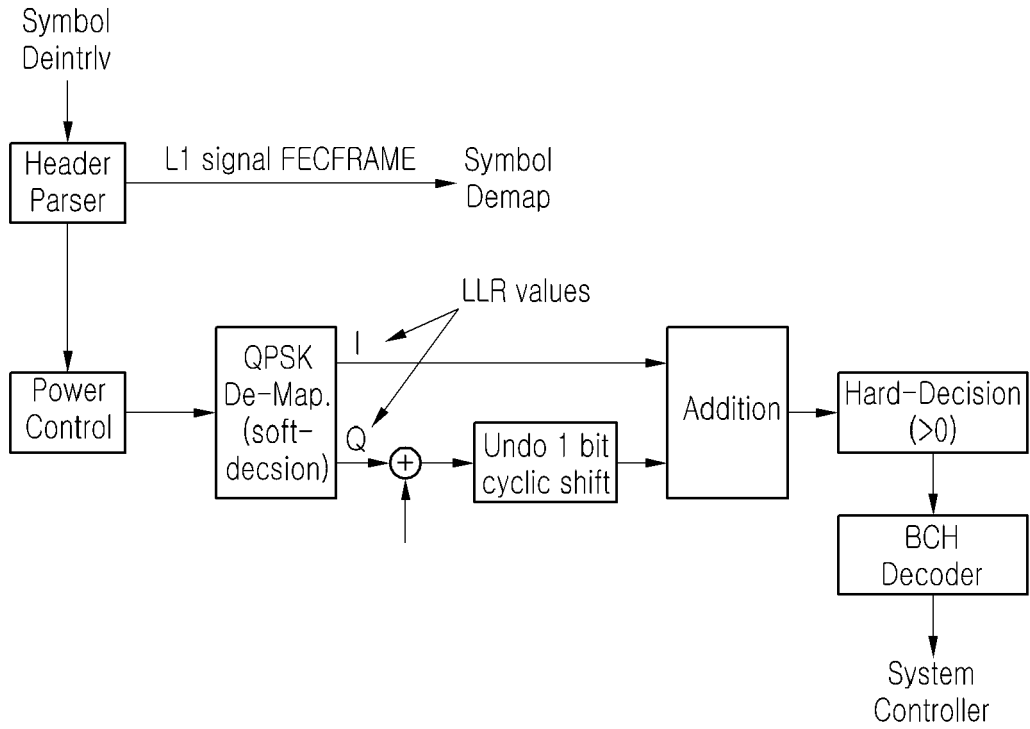 Symbol
Deintrlv
Header
Parser
L1 signal FECFRAME
Symbol
Demap
LLR values
Power
Control
QPSK
De-Map.
(soft-
decsion)
I
Q
+
Undo 1 bit
cyclic shift
Addition
Hard-Decision
(>0)
BCH
Decoder
System
Controller